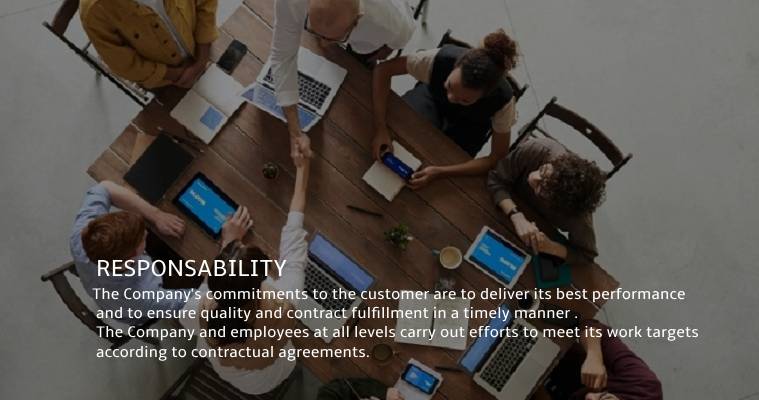 RESPONSABILITY
The Company's commitments to the customer are to deliver its best performance
and to ensure quality and contract fulfillment in a timely manner .
The Company and employees at all levels carry out efforts to meet its work targets
according to contractual agreements.